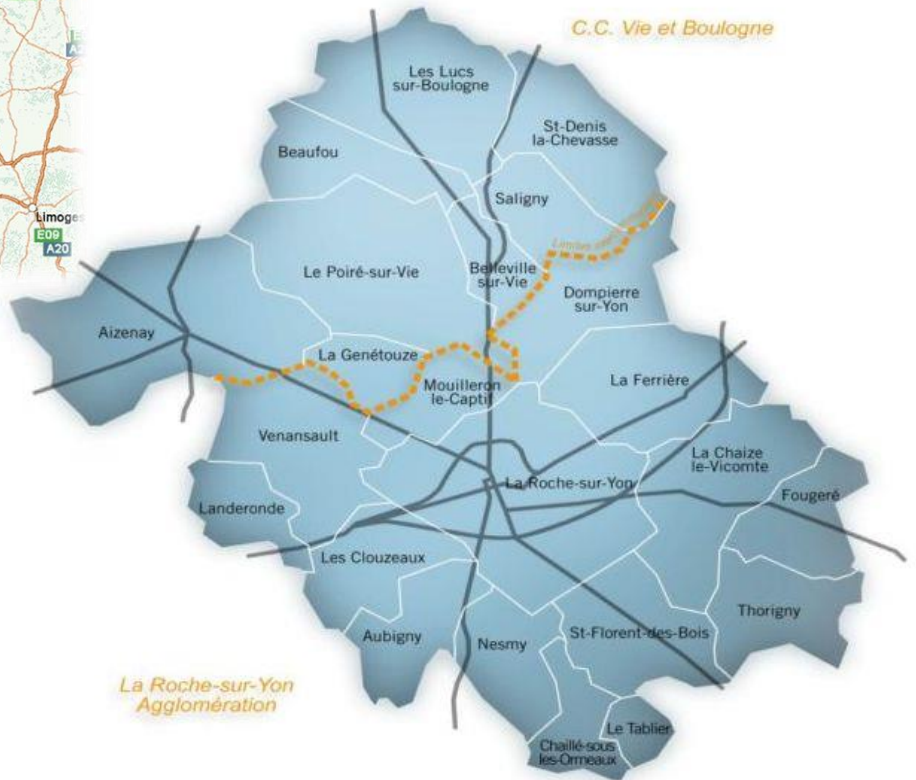 C.C. Vie et Boulogne
Les Lucs
sur-Boulogne
St-Denis
la-Chevasse
Beaufou
Saligny
Limoges
E09
A20
Le Poiré-sur-Vie
Belleville
sur-Vie
Dompierre
sur-Yon
Aizenay
La Genétouze
Mouilleron
le-Captif
La Ferrière
Venansault
La Chaize
le-Vicomte
La Roche-sur-Yon
Fougeré
Landeronde
Les Clouzeaux
Aubigny
Nesmy
St-Florent-des-Bois
Thorigny
La Roche-sur-Yon
Agglomération
Le Tablier
Chaillé-sous
les-Ormeaux